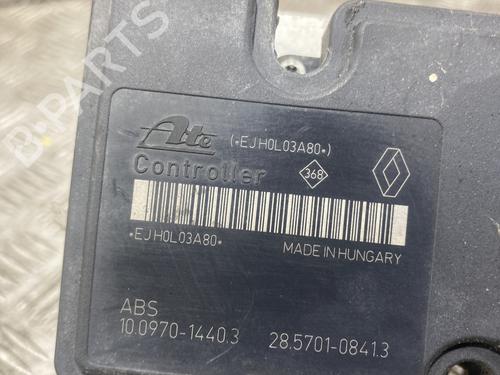 B-PARTS
Ate (*EJH0L03A80*)
Controller 368
*EJH0L03A80* MADE IN HUNGARY
ABS
10.0970-1440.3 28.5701-0841.3